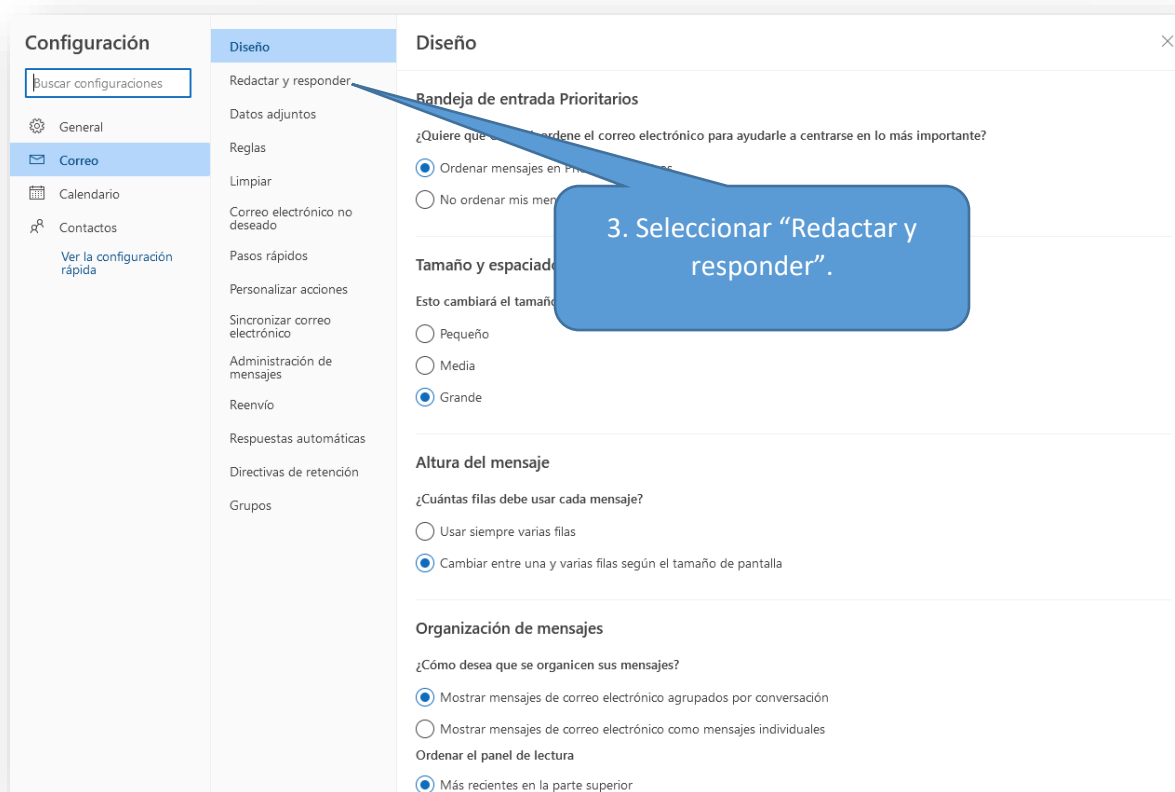 Configuración
Buscar configuraciones
General
Correo
Calendario
Contactos
Ver la configuración
rápida
Diseño
Redactar y responder
Datos adjuntos
Reglas
Limpiar
Correo electrónico no
deseado
Pasos rápidos
Personalizar acciones
Sincronizar correo
electrónico
Administración de
mensajes
Reenvío
Respuestas automáticas
Directivas de retención
Grupos
Diseño
Bandeja de entrada Prioritarios
¿Quiere que ordene el correo electrónico para ayudarle a centrarse en lo más importante?
Ordenar mensajes en
No ordenar mis
3. Seleccionar “Redactar y
responder”.
Tamaño y
Esto cambiará el
Pequeño
Media
Grande
Altura del mensaje
¿Cuántas filas debe usar cada mensaje?
Usar siempre varias filas
Cambiar entre una y varias filas según el tamaño de pantalla
Organización de mensajes
¿Cómo desea que se organicen sus mensajes?
Mostrar mensajes de correo electrónico agrupados por conversación
Mostrar mensajes de correo electrónico como mensajes individuales
Ordenar el panel de lectura
Más recientes en la parte superior